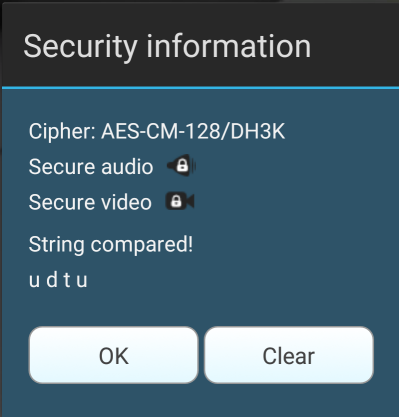 Security information
Cipher: AES-CM-128/DH3K
Secure audio
Secure video
String compared!
u d t u
OK
Clear